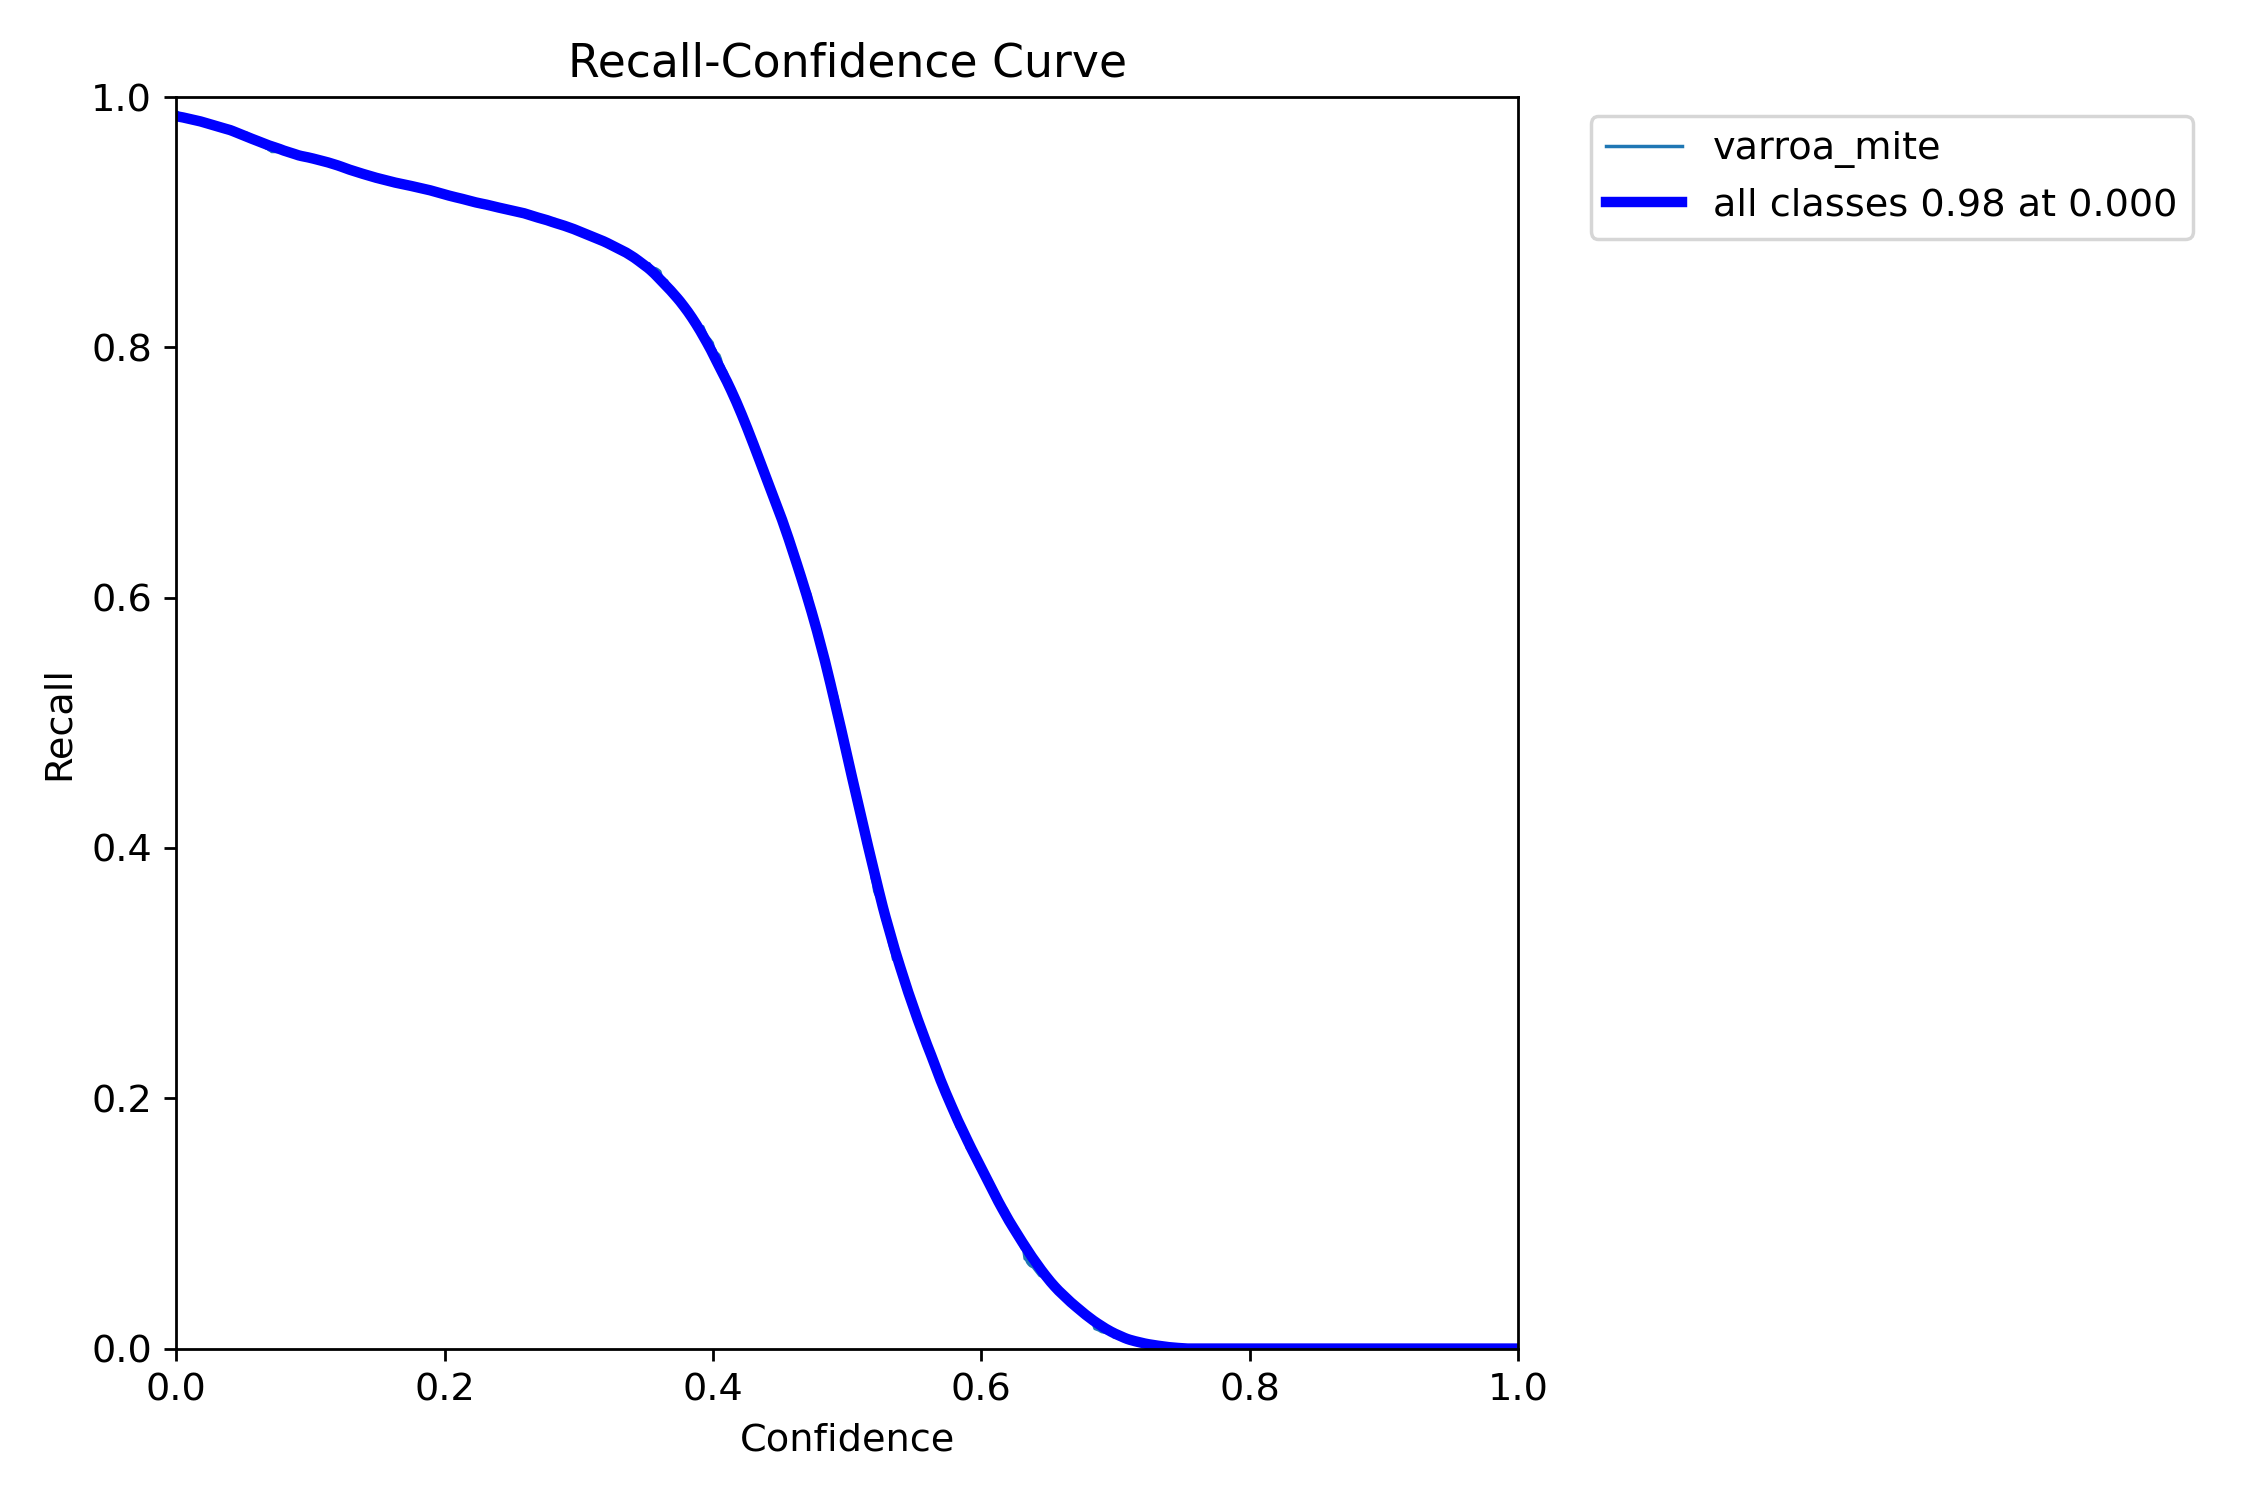 Recall-Confidence Curve
1.0
0.8
0.6
0.4
0.2
0.0
Recall
0.0 0.2 0.4 0.6 0.8 1.0
Confidence
varroa_mite
all classes 0.98 at 0.000